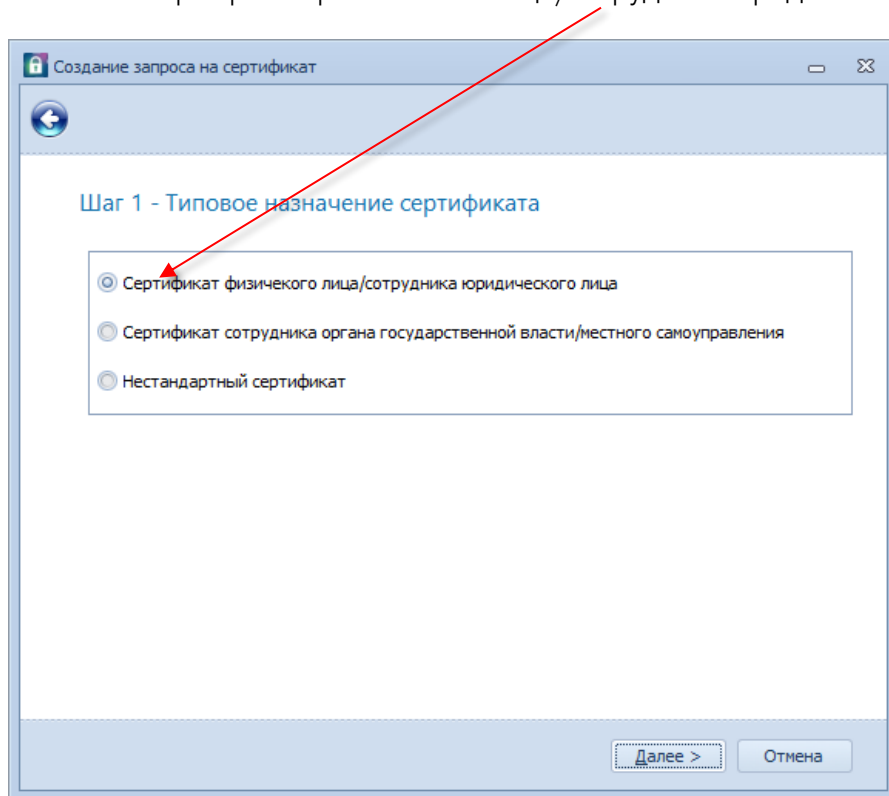 Создание запроса на сертификат
Шаг 1 - Типовое назначение сертификата
Сертификат физичекого лица/сотрудника юридического лица
Сертификат сотрудника органа государственной власти/местного самоуправления
Нестандартный сертификат
Далее >
Отмена